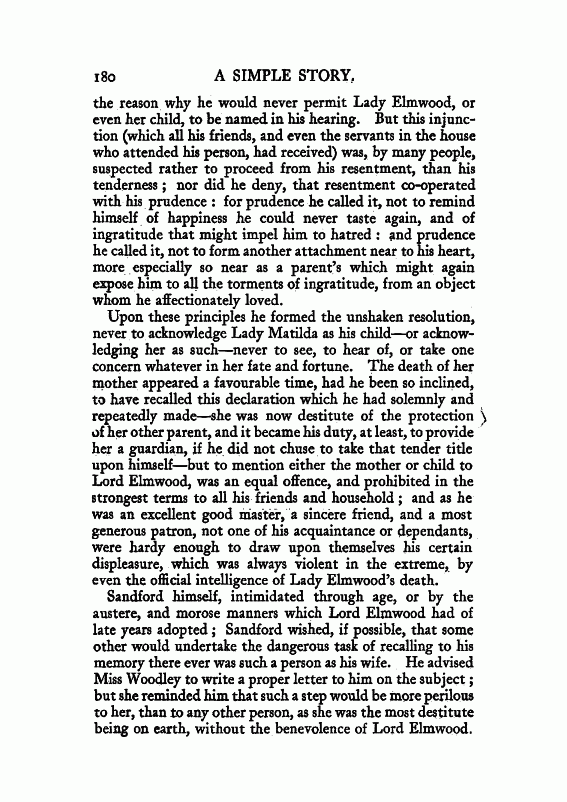 180 A SIMPLE STORY.
the reason why he would never permit Lady Elmwood, or
even her child, to be named in his hearing. But this injunc-
tion (which all his friends, and even the servants in the house
who attended his person, had received) was, by many people,
suspected rather to proceed from his resentment, than his
tenderness ; nor did he deny, that resentment co-operated
with his prudence : for prudence he called it, not to remind
himself of happiness he could never taste again, and of
ingratitude that might impel him to hatred : and prudence
he called it, not to form another attachment near to his heart,
more especially so near as a parent's which might again
expose him to all the torments of ingratitude, from an object
whom he affectionately loved.
Upon these principles he formed the unshaken resolution,
never to acknowledge Lady Matilda as his child—or acknow-
ledging her as such—never to see, to hear of, or take one
concern whatever in her fate and fortune. The death of her
mother appeared a favourable time, had he been so inclined,
to have recalled this declaration which he had solemnly and
repeatedly made—she was now destitute of the protection
of her other parent, and it became his duty, at least, to provide
her a guardian, if he did not chuse to take that tender title
upon himself—but to mention either the mother or child to
Lord Elmwood, was an equal offence, and prohibited in the
strongest terms to all his friends and household ; and as he
was an excellent good master, a sincere friend, and a most
generous patron, not one of his acquaintance or dependants,
were hardy enough to draw upon themselves his certain
displeasure, which was always violent in the extreme, by
even the official intelligence of Lady Elmwood's death.
Sandford himself, intimidated through age, or by the
austere, and morose manners which Lord Elmwood had of
late years adopted ; Sandford wished, if possible, that some
other would undertake the dangerous task of recalling to his
memory there ever was such a person as his wife. He advised
Miss Woodley to write a proper letter to him on the subject ;
but she reminded him that such a step would be more perilous
to her, than to any other person, as she was the most destitute
being on earth, without the benevolence of Lord Elmwood.